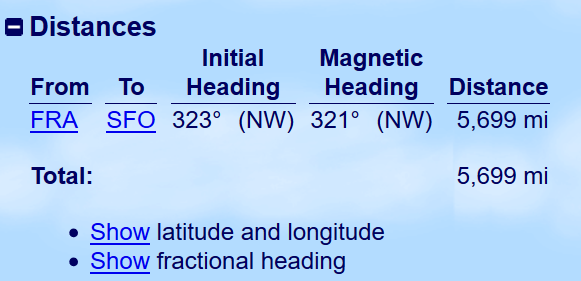 Distances
Initial Magnetic
From To Heading Heading Distance
FRA SFO 323° (NW) 321° (NW) 5,699 mi
Total: 5,699 mi
• Show latitude and longitude
• Show fractional heading